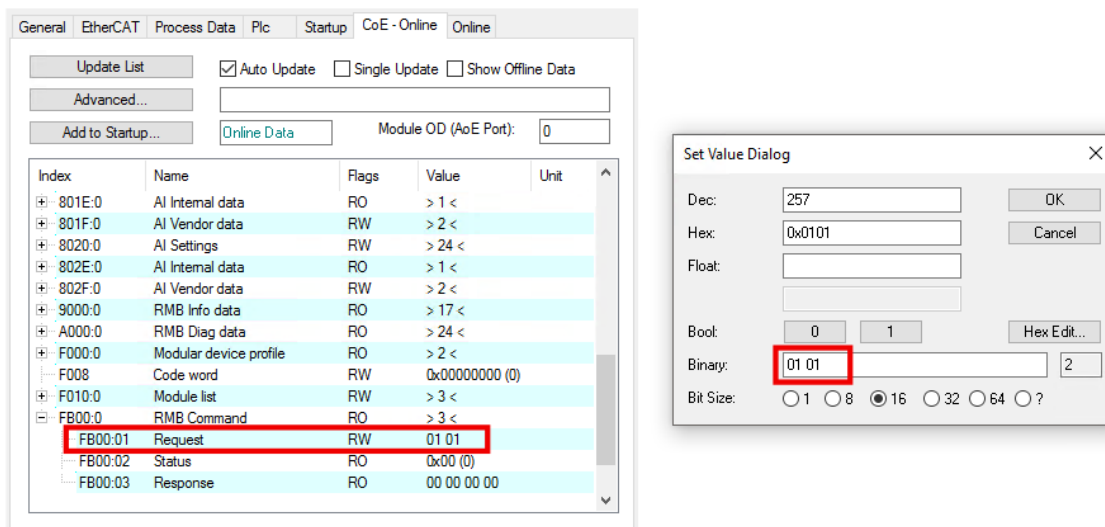 General EtherCAT Process Data Plc Startup CoE - Online Online
Update List Auto Update Single Update Show Offline Data
Advanced...
Add to Startup... Online Data Module OD (AoE Port): 0
Index Name Flags Value Unit
801E:0 AI Internal data RO > 1 <
801F:0 AI Vendor data RW > 2 <
8020:0 AI Settings RW > 24 <
802E:0 AI Internal data RO > 1 <
802F:0 AI Vendor data RW > 2 <
9000:0 RMB Info data RO > 17 <
A000:0 RMB Diag data RO > 24 <
F000:0 Modular device profile RO > 2 <
F008 Code word RW 0x00000000 (0)
F010:0 Module list RW > 3 <
FB00:0 RMB Command RO > 3 <
FB00:01 Request RW 01 01
FB00:02 Status RO 0x00 (0)
FB00:03 Response RO 00 00 00 00
Set Value Dialog
Dec: 257 OK
Hex: 0x0101 Cancel
Float:
Bool: 0 1 Hex Edit...
Binary: 01 01 2
Bit Size: 1 8 16 32 64 ?